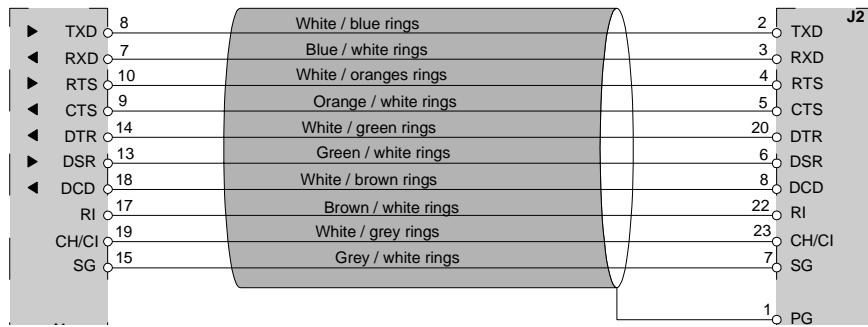 J2
TXD 8 White / blue rings 2 TXD
RXD 7 Blue / white rings 3 RXD
RTS 10 White / oranges rings 4 RTS
CTS 9 Orange / white rings 5 CTS
DTR 14 White / green rings 20 DTR
DSR 13 Green / white rings 6 DSR
DCD 18 White / brown rings 8 DCD
RI 17 Brown / white rings 22 RI
CH/CI 19 White / grey rings 23 CH/CI
SG 15 Grey / white rings 7 SG
1 PG